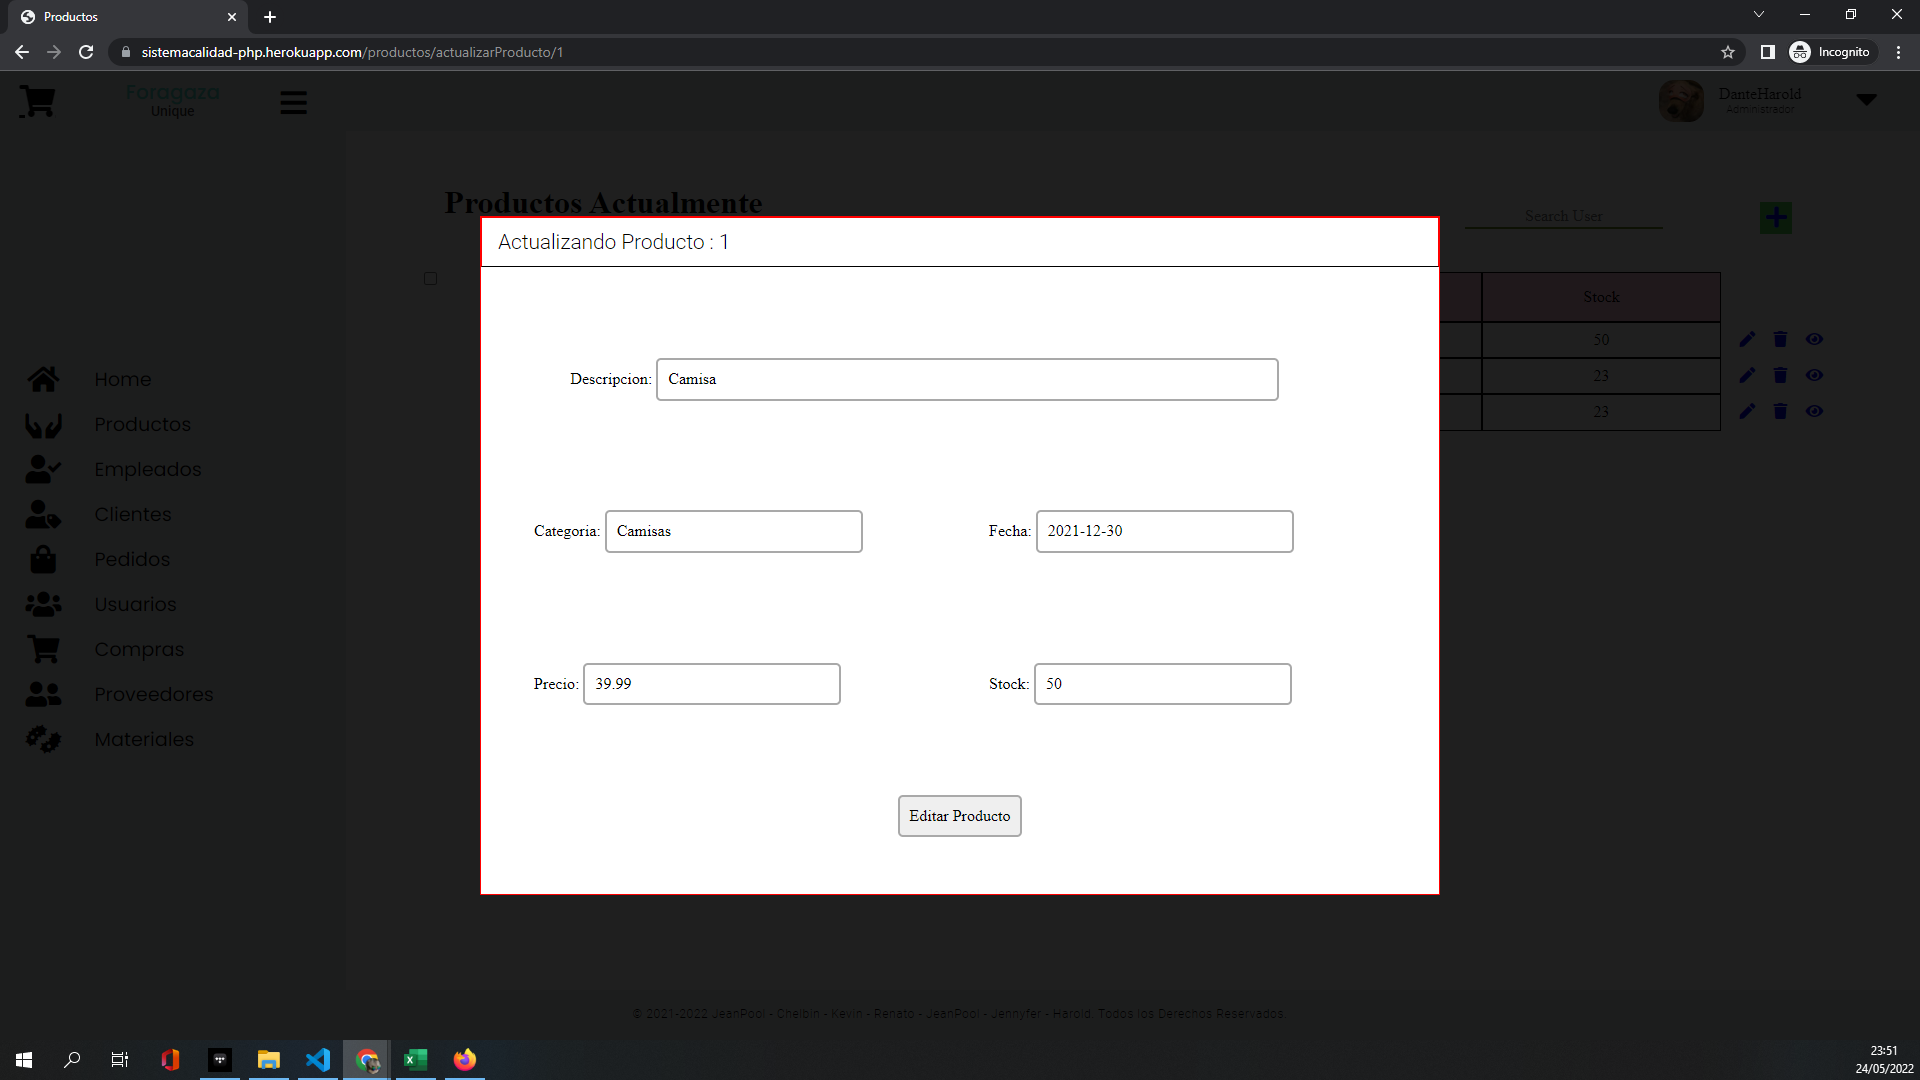 Productos
sistemacalidad-php.herokuapp.com/productos/actualizarProducto/1
Incognito
Foragaza
Unique
DanteHarold
Administrador
Productos Actualmente
Search User
Actualizando Producto : 1
Stock
50
23
23
Home
Productos
Empleados
Clientes
Pedidos
Usuarios
Compras
Proveedores
Materiales
Descripcion: Camisa
Categoria: Camisas
Fecha: 2021-12-30
Precio: 39.99
Stock: 50
Editar Producto
© 2021-2022 JeanPool - Chelbin - Kevin - Renato - JeanPool - Jennyfer - Harold. Todos los Derechos Reservados
23:51
24/05/2022